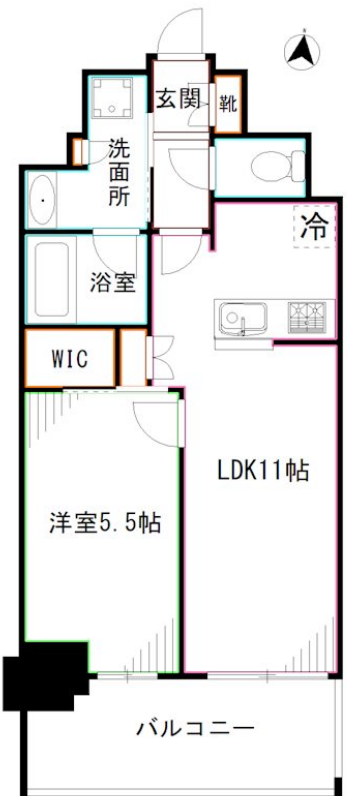 玄関
靴
洗面所
冷
浴室
WIC
LDK11帖
洋室5.5帖
バルコニー